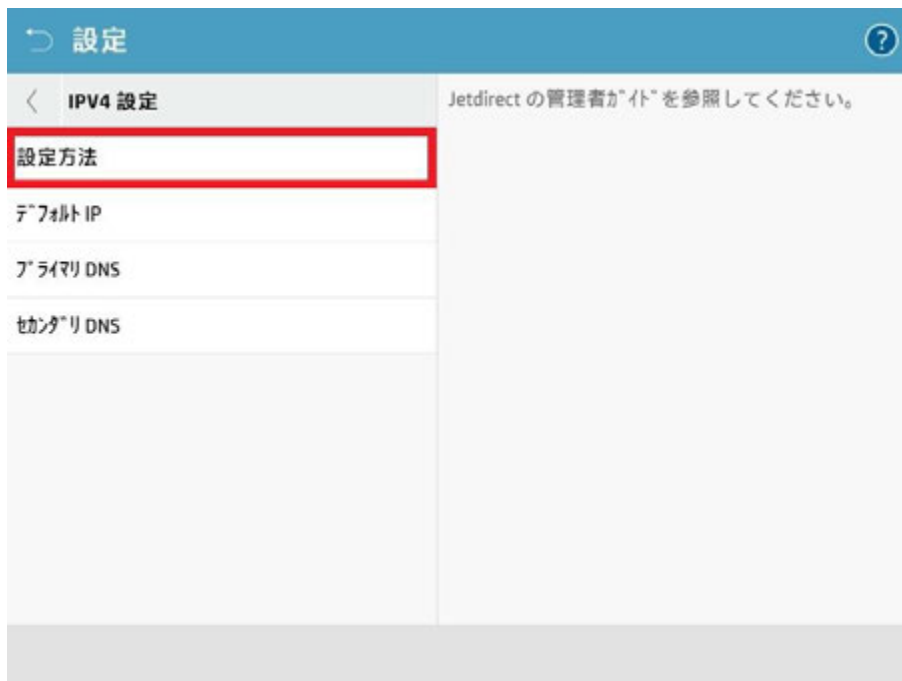 設定
?
IPV4 設定
設定方法
ﾃﾞﾌｫﾙﾄ IP
ﾌﾟﾗｲﾏﾘ DNS
ｾｶﾝﾀﾞﾘ DNS
Jetdirect の管理者ｶﾞｲﾄﾞを参照してください。